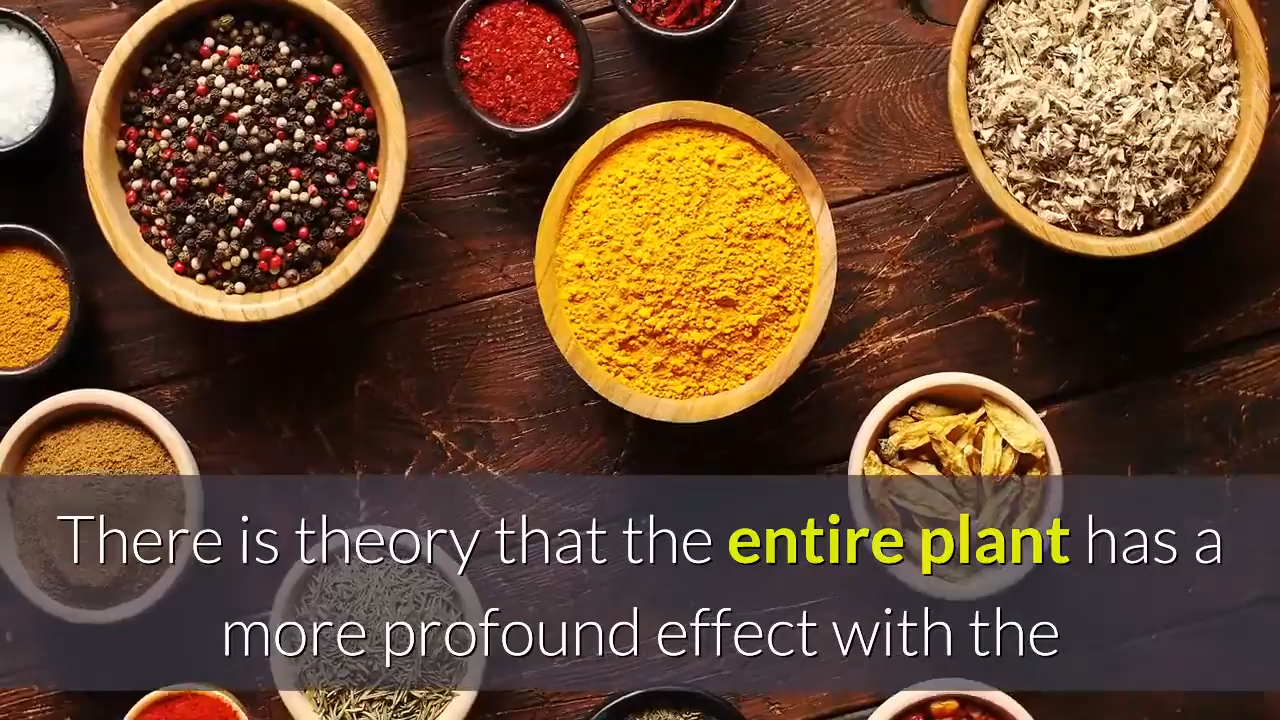 There is theory that the entire plant has a
more profound effect with the